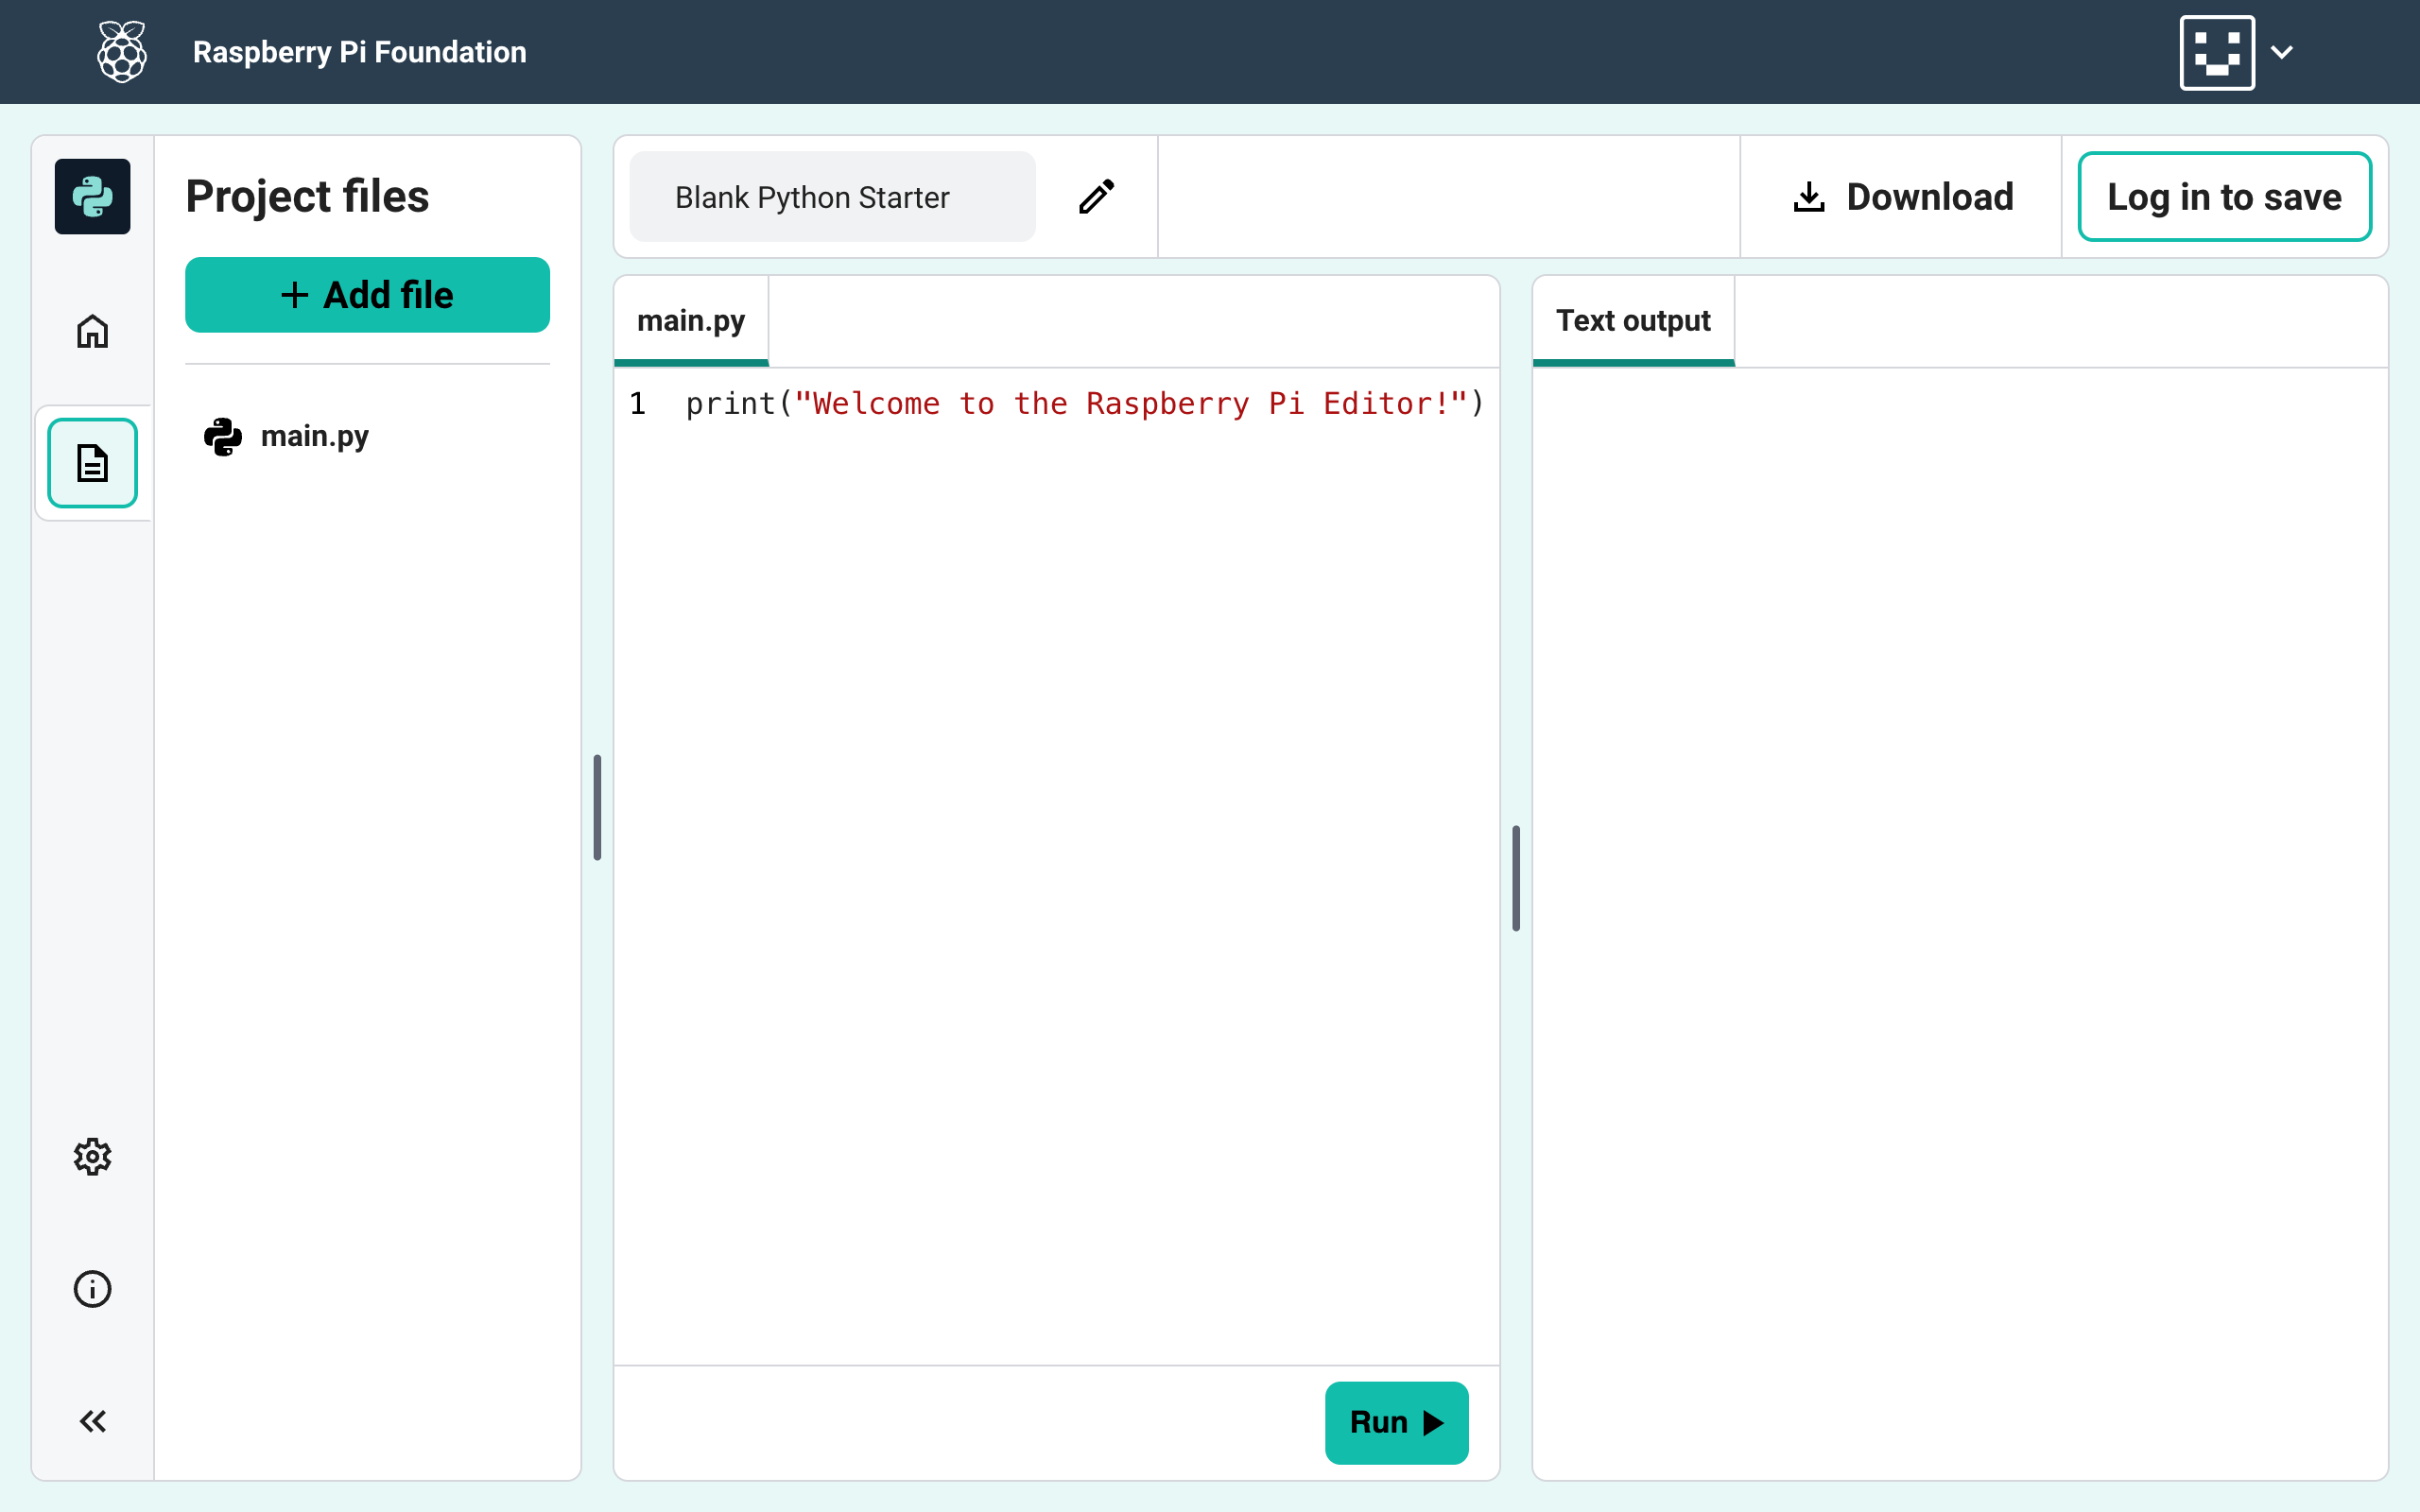 Raspberry Pi Foundation
Project files
+ Add file
main.py
Blank Python Starter
Download
Log in to save
main.py
1 print("Welcome to the Raspberry Pi Editor!")
Run
Text output